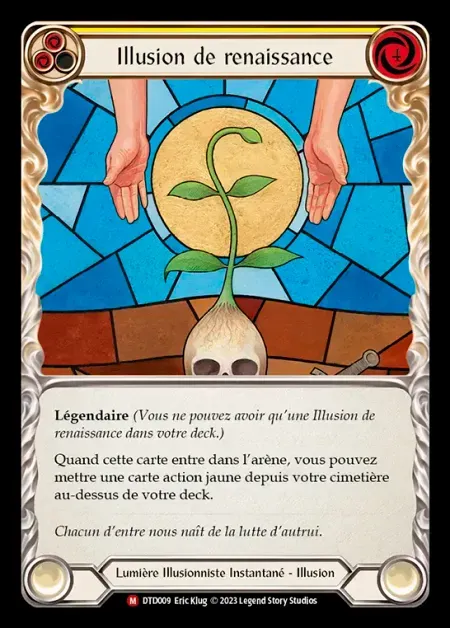 Illusion de renaissance
4
Légendaire (Vous ne pouvez avoir qu'une Illusion de
renaissance dans votre deck.)
Quand cette carte entre dans l'arène, vous pouvez
mettre une carte action jaune depuis votre cimetière
au-dessus de votre deck.
Chacun d'entre nous naît de la lutte d'autrui.
Lumière Illusionniste Instantané - Illusion
M DTD009 Eric Klug © 2023 Legend Story Studios